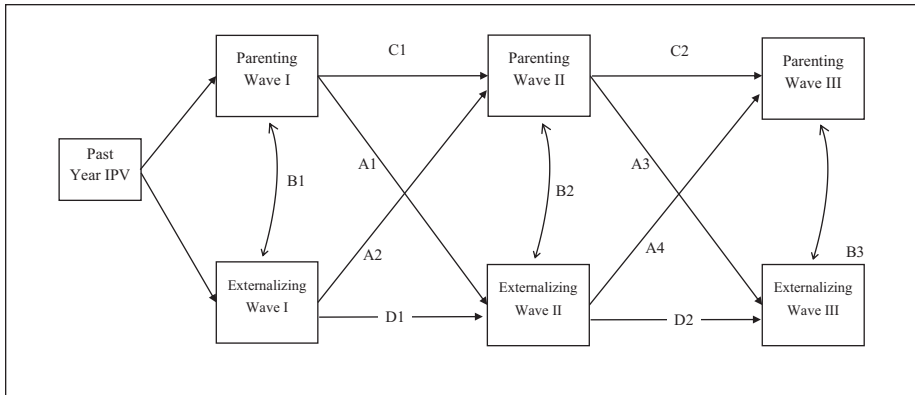 Parenting
Wave I
C1
Parenting
Wave II
C2
Parenting
Wave III
Past
Year IPV
B1
A1
B2
A3
A2
A4
B3
Externalizing
Wave I
D1
Externalizing
Wave II
D2
Externalizing
Wave III